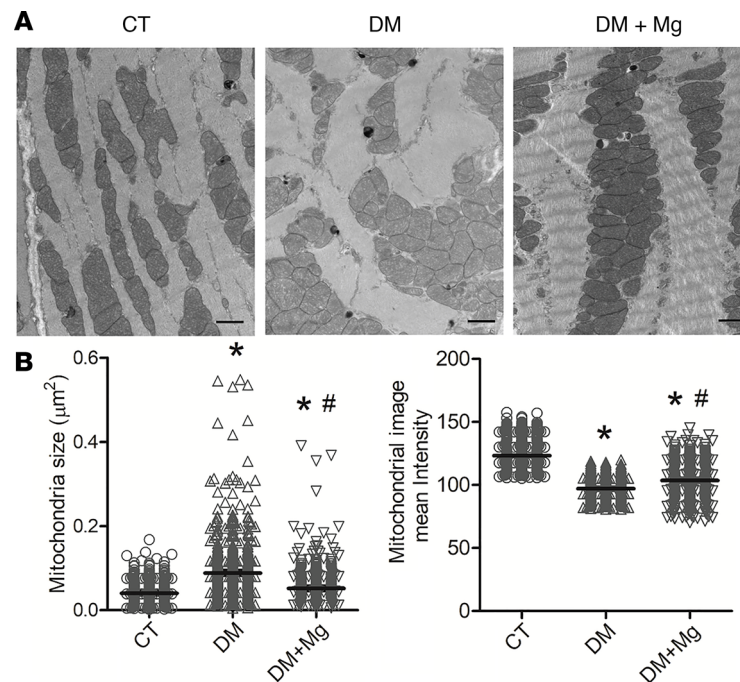 A
CT
DM
DM + Mg
B
Mitochondria size (μm²)
0.6
0.4
0.2
0.0
*
* #
CT
DM
DM+Mg
Mitochondrial image
mean Intensity
200
150
100
50
0
*
* #
CT
DM
DM+Mg